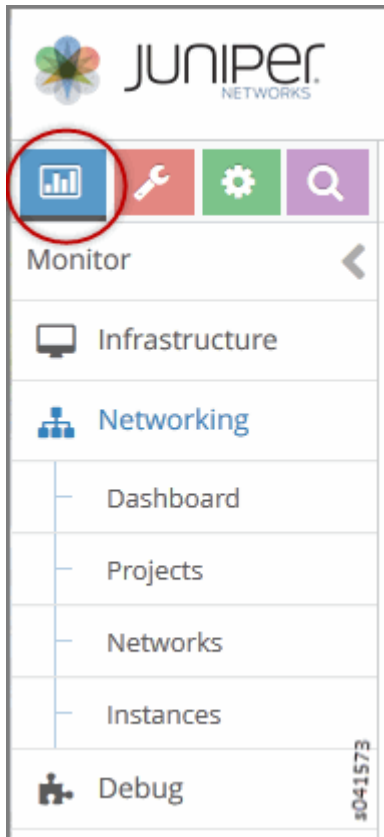 JUNIPER
NETWORKS
Monitor
Infrastructure
Networking
Dashboard
Projects
Networks
Instances
Debug
s041573